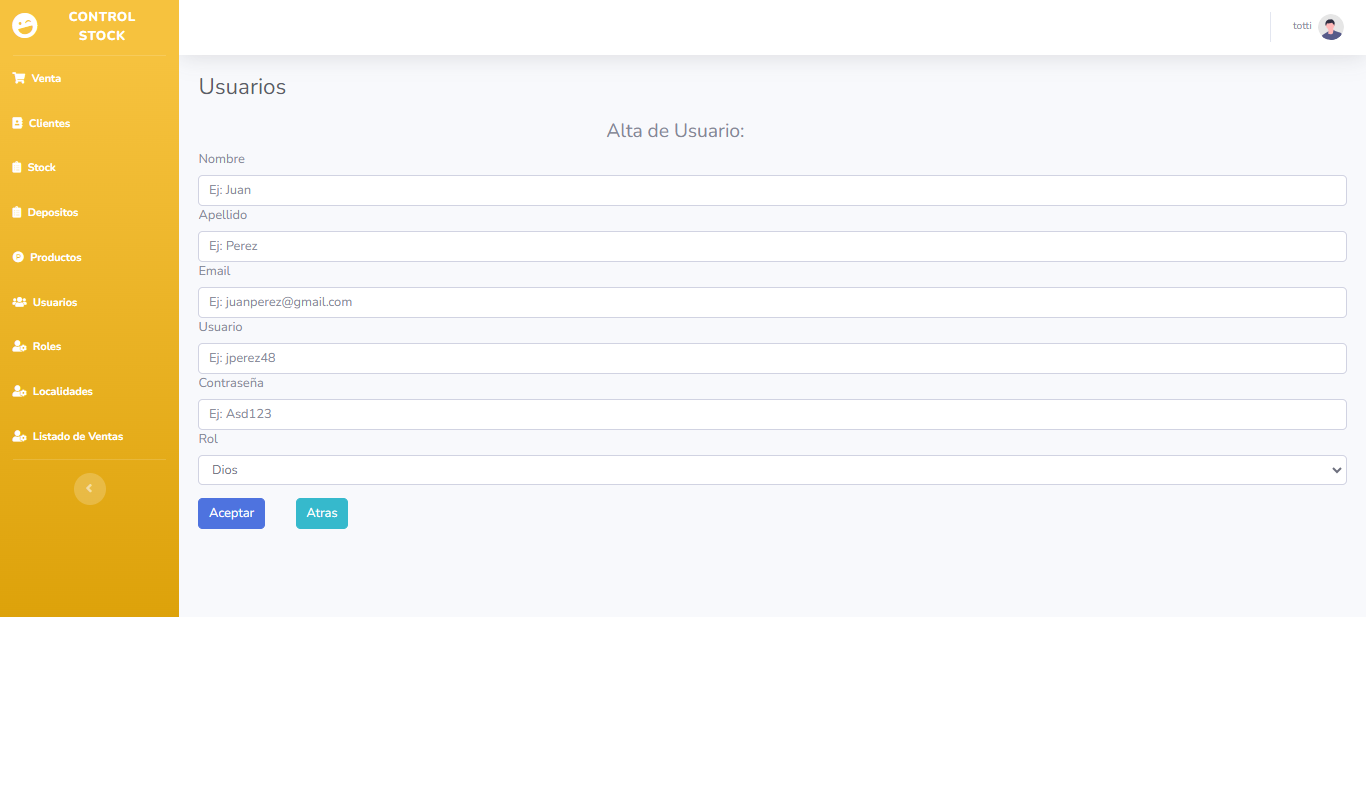 CONTROL
STOCK
totti
Venta
Clientes
Stock
Depositos
Productos
Usuarios
Roles
Localidades
Listado de Ventas
Usuarios
Alta de Usuario:
Nombre
Ej: Juan
Apellido
Ej: Perez
Email
Ej: juanperez@gmail.com
Usuario
Ej: jperez48
Contraseña
Ej: Asd123
Rol
Dios
Aceptar Atras